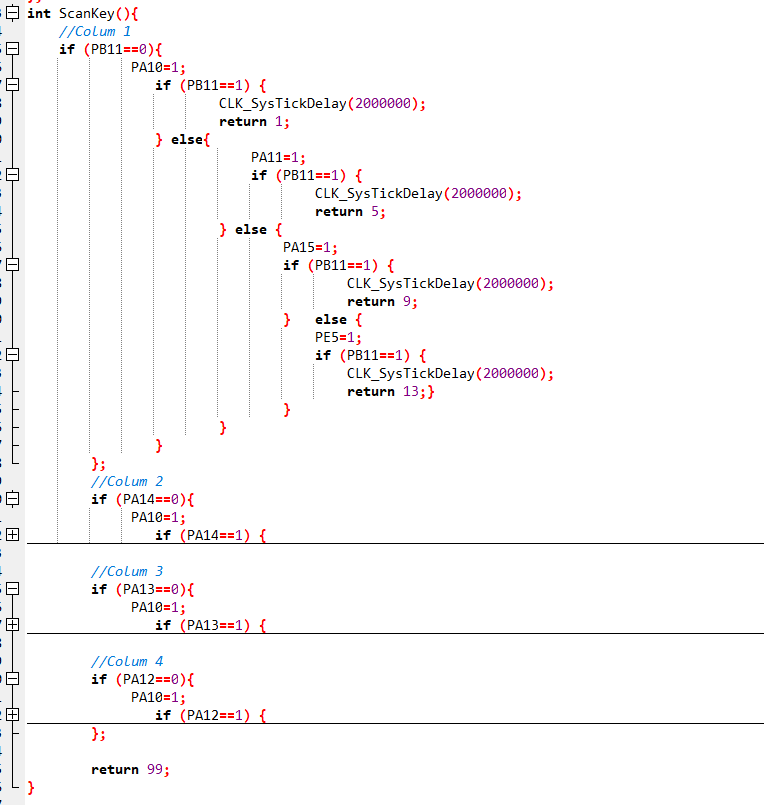 int ScanKey(){
//Colum 1
if (PB11==0){
PA10=1;
if (PB11==1) {
CLK_SysTickDelay(2000000);
return 1;
} else{
PA11=1;
if (PB11==1) {
CLK_SysTickDelay(2000000);
return 5;
} else {
PA15=1;
if (PB11==1) {
CLK_SysTickDelay(2000000);
return 9;
} else {
PE5=1;
if (PB11==1) {
CLK_SysTickDelay(2000000);
return 13;}
}
}
}
};
//Colum 2
if (PA14==0){
PA10=1;
if (PA14==1) {
//Colum 3
if (PA13==0){
PA10=1;
if (PA13==1) {
//Colum 4
if (PA12==0){
PA10=1;
if (PA12==1) {
};
return 99;
}